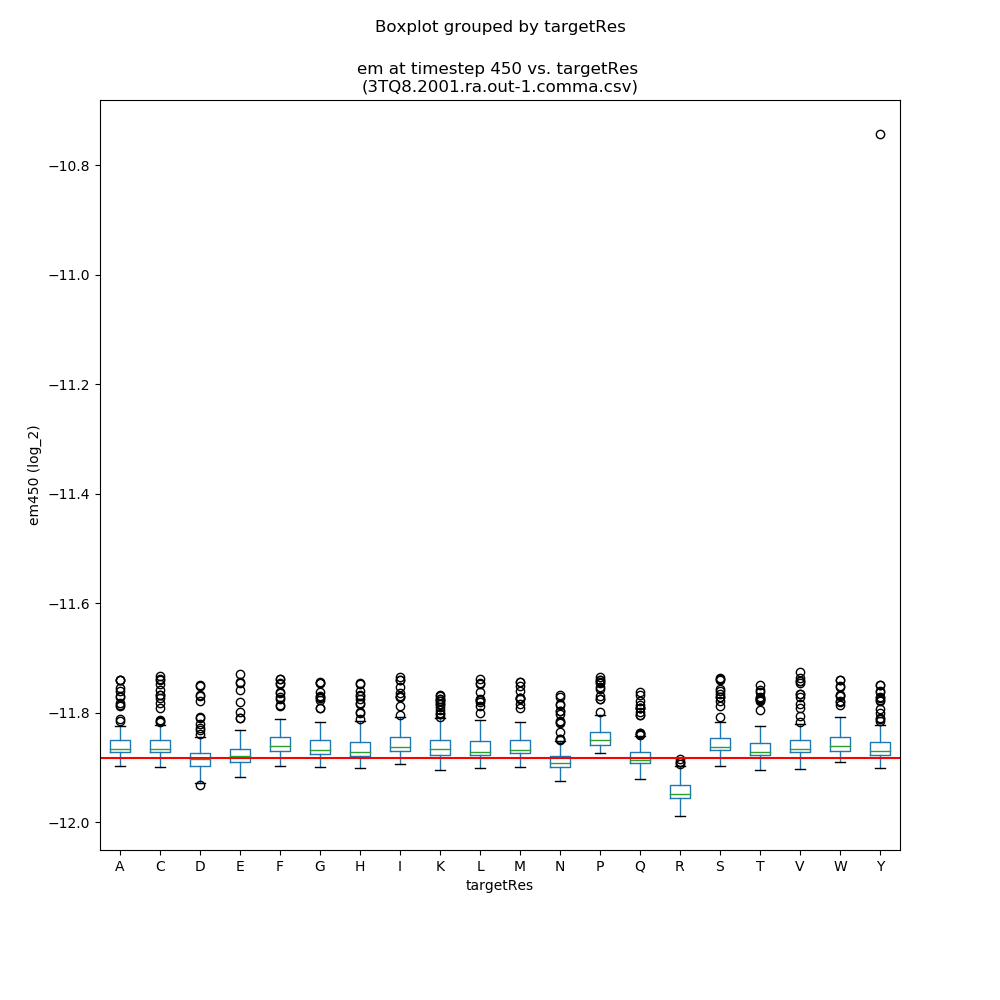 Boxplot grouped by targetRes
em at timestep 450 vs. targetRes
(3TQ8.2001.ra.out-1.comma.csv)
em450 (log_2)
−10.8
−11.0
−11.2
−11.4
−11.6
−11.8
−12.0
A C D E F G H I K L M N P Q R S T V W Y
targetRes